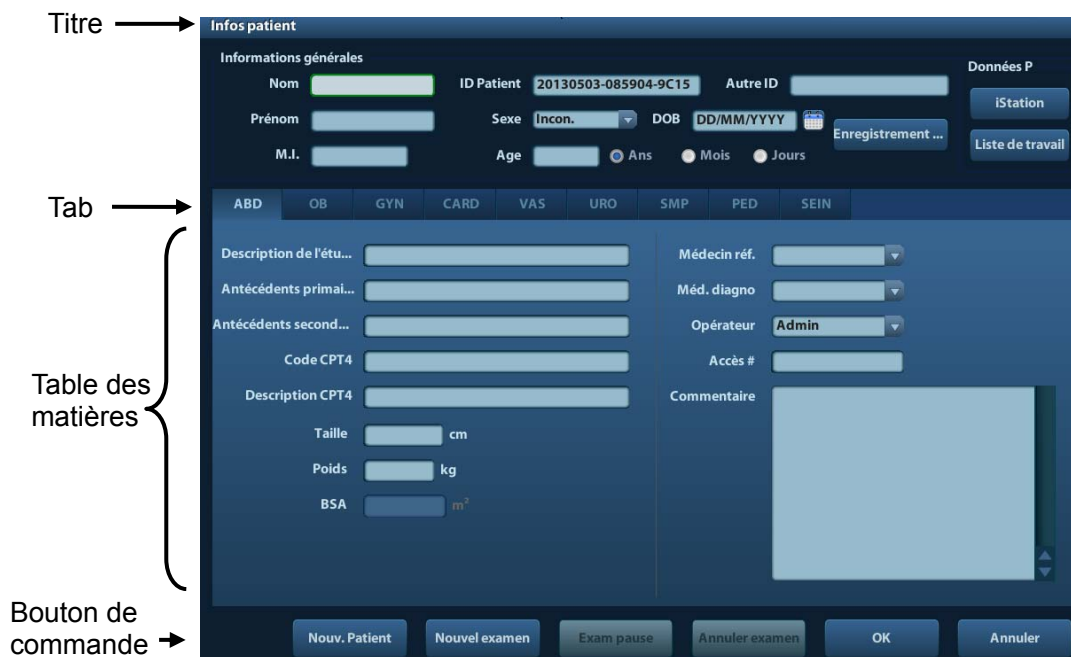 Titre
Infos patient
Informations générales
Nom
ID Patient 20130503-085904-9C15
Autre ID
Données P
iStation
Prénom
Sexe Incon.
DOB DD/MM/YYYY
Enregistrement ...
Liste de travail
M.I.
Age
Ans Mois Jours
Tab
ABD OB GYN CARD VAS URO SMP PED SEIN
Description de l'étu...
Médecin réf.
Antécédents primai...
Méd. diagno
Antécédents second...
Opérateur Admin
Code CPT4
Accès #
Table des
matières
Description CPT4
Commentaire
Taille cm
Poids kg
BSA m²
Bouton de
commande
Nouv. Patient Nouvel examen Exam pause Annuler examen OK Annuler